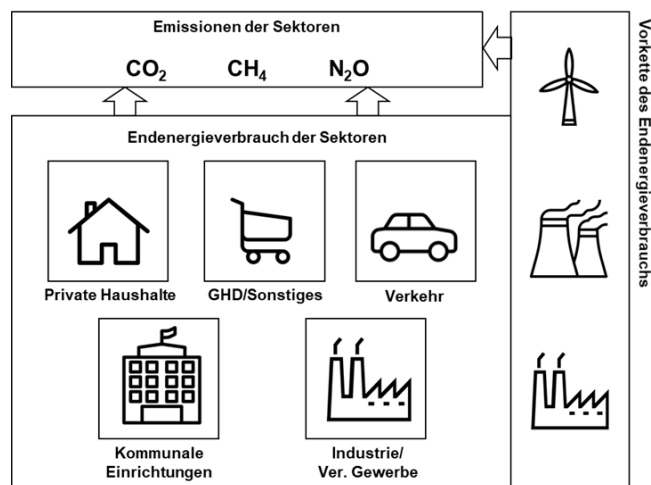 Emissionen der Sektoren
CO₂ CH₄ N₂O
Endenergieverbrauch der Sektoren
Private Haushalte
GHD/Sonstiges
Verkehr
Kommunale
Einrichtungen
Industrie/
Ver. Gewerbe
Vorkette des Endenergieverbrauchs